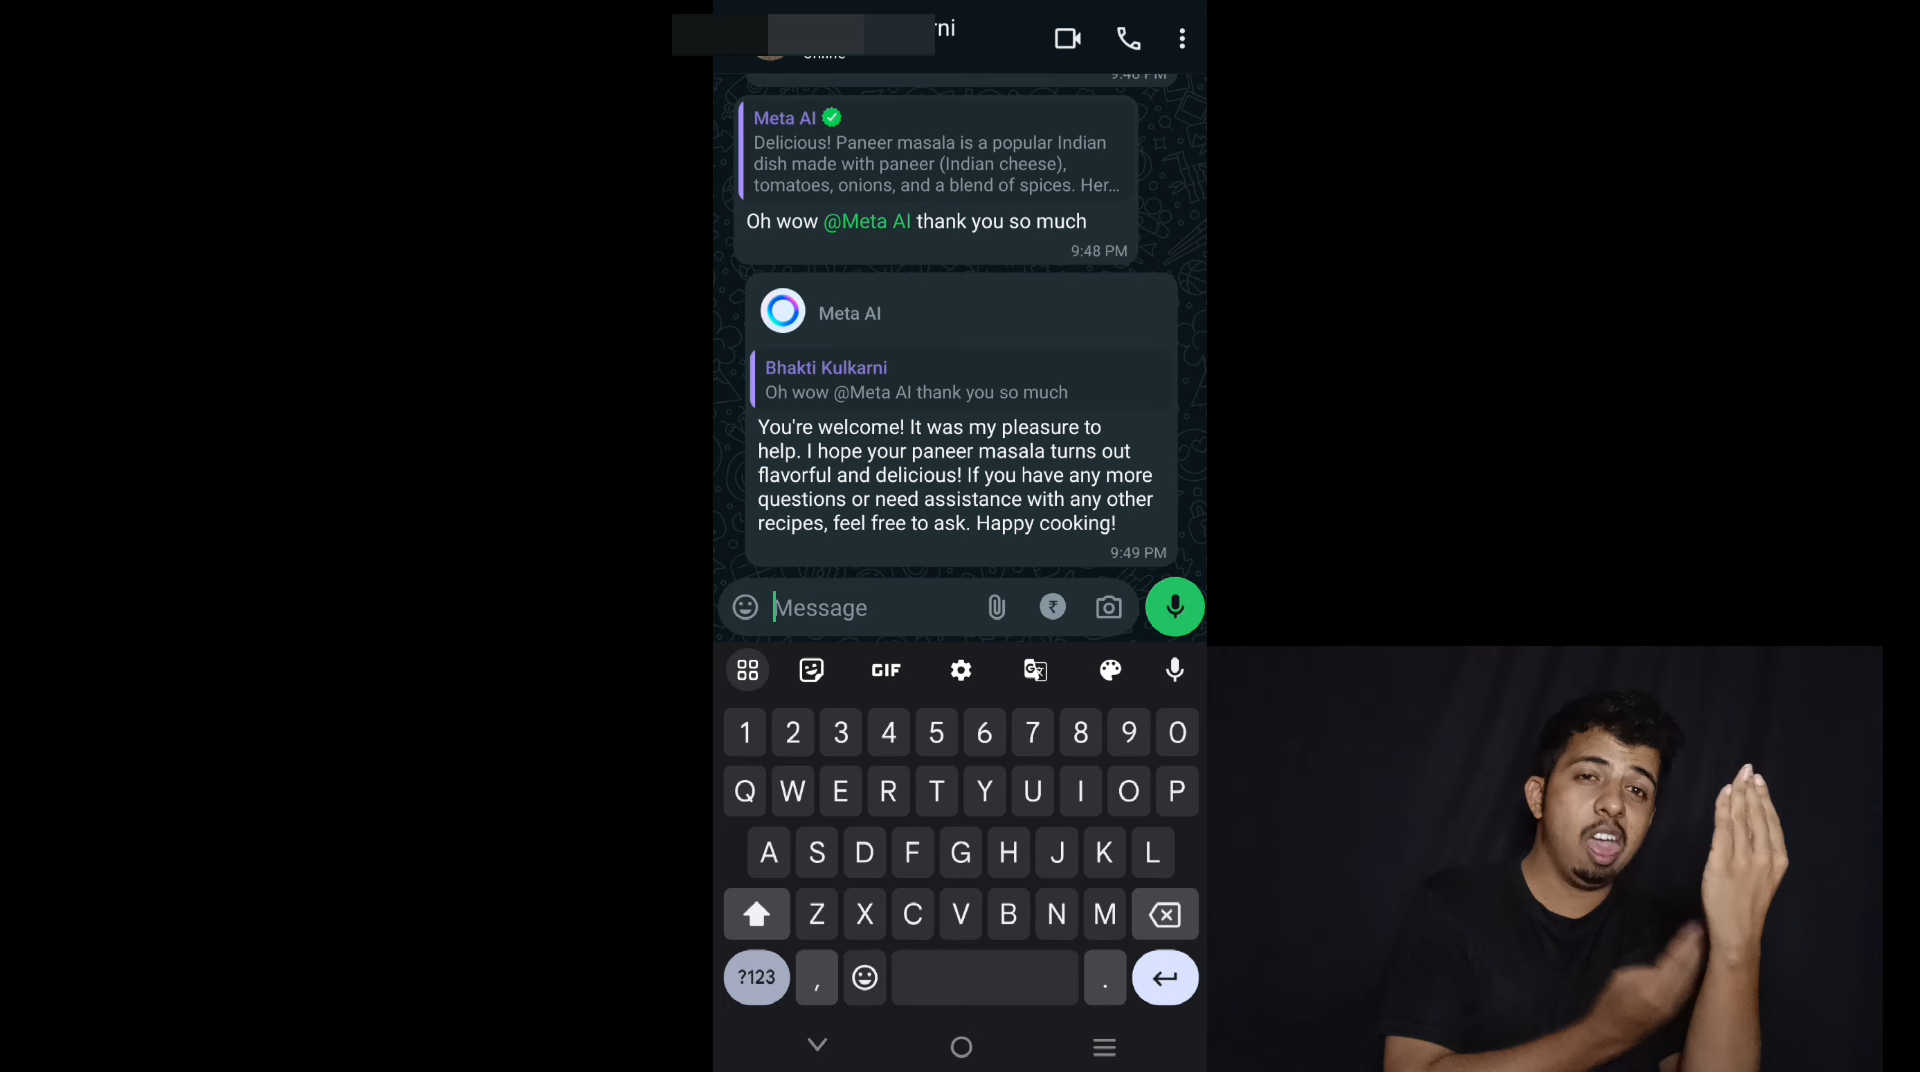 rni
Online
9:48 PM
Meta AI
Delicious! Paneer masala is a popular Indian
dish made with paneer (Indian cheese),
tomatoes, onions, and a blend of spices. Her...
Oh wow @Meta AI thank you so much
9:48 PM
Meta AI
Bhakti Kulkarni
Oh wow @Meta AI thank you so much
You're welcome! It was my pleasure to
help. I hope your paneer masala turns out
flavorful and delicious! If you have any more
questions or need assistance with any other
recipes, feel free to ask. Happy cooking!
9:49 PM
Message
₹
GIF
1 2 3 4 5 6 7 8 9 0
Q W E R T Y U I O P
A S D F G H J K L
Z X C V B N M
?123 , .